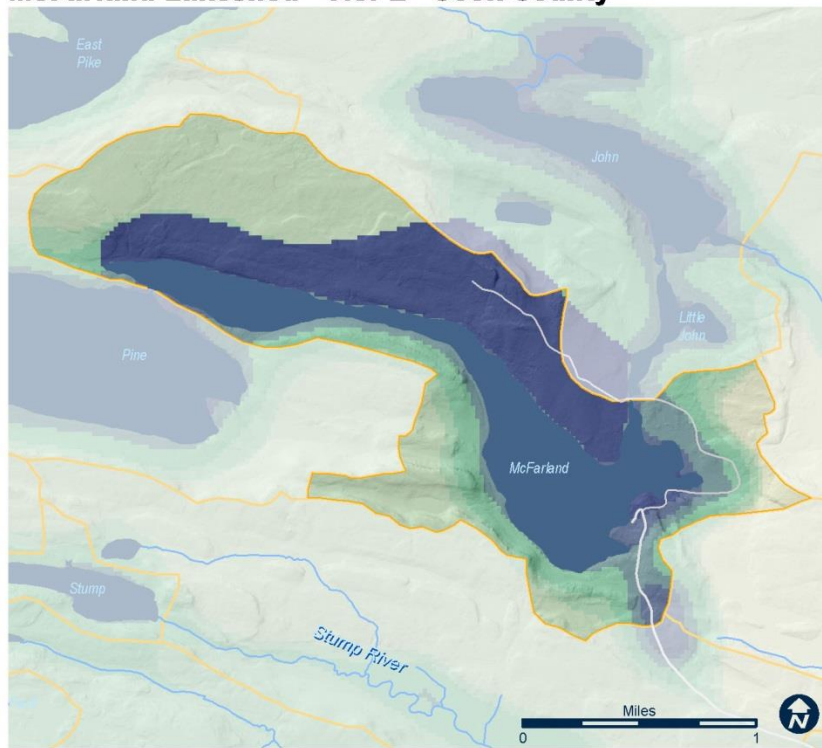 East
Pike
John
Little
John
Pine
McFarland
Stump
Stump River
Miles
0
1